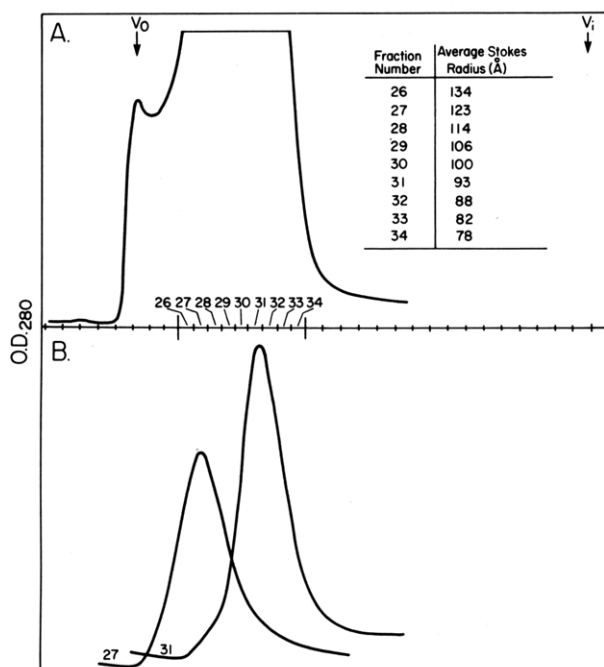 A.
Vo
Vi
Fraction Number | Average Stokes Radius (Å)
26 134
27 123
28 114
29 106
30 100
31 93
32 88
33 82
34 78
26 27 28 29 30 31 32 33 34
O.D.280
B.
27
31